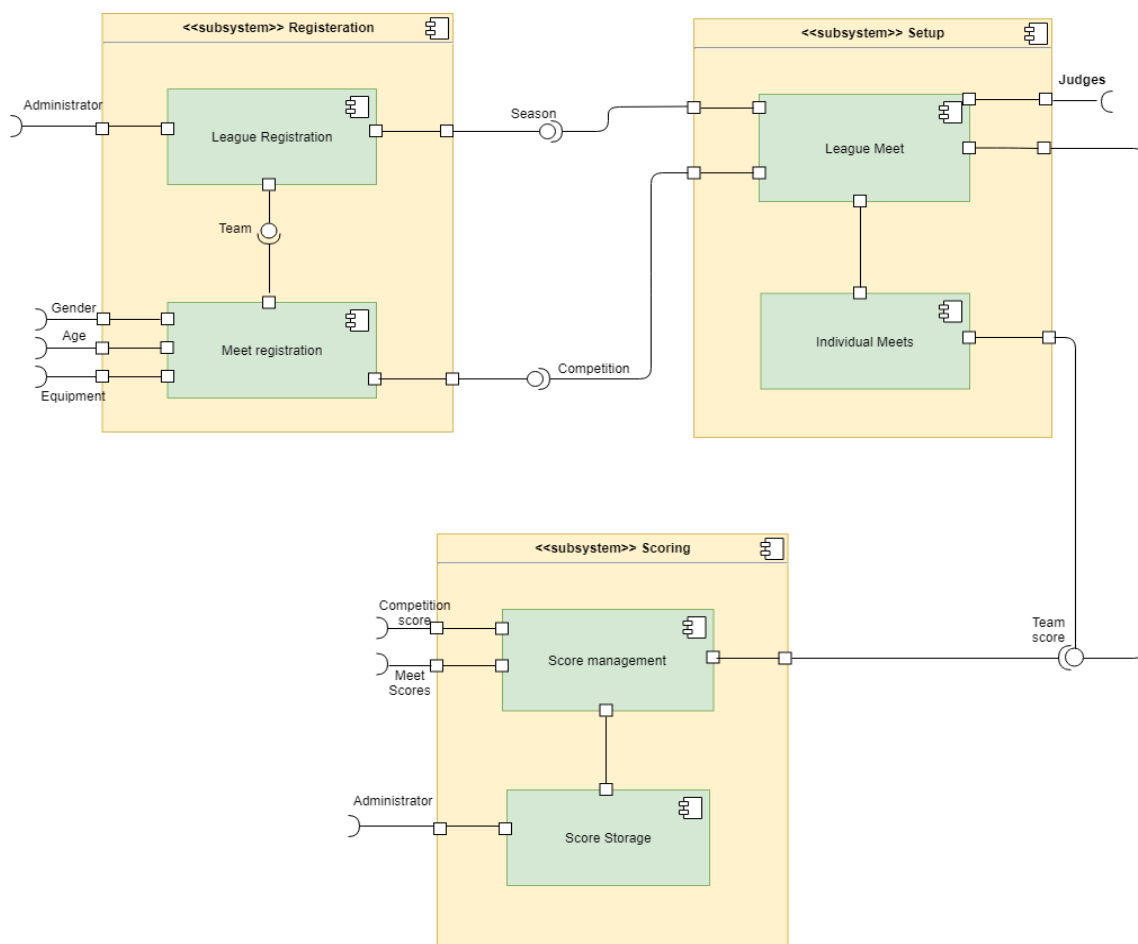 <<subsystem>> Registeration
<<subsystem>> Setup
Administrator
League Registration
Season
Judges
League Meet
Team
Gender
Age
Equipment
Meet registration
Competition
Individual Meets
<<subsystem>> Scoring
Competition
score
Meet
Scores
Score management
Team
score
Administrator
Score Storage